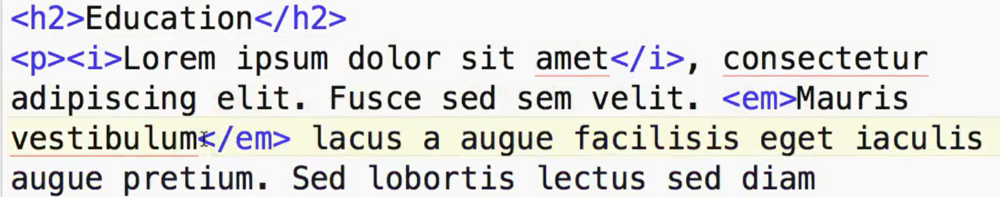 <h2>Education</h2>
<p><i>Lorem ipsum dolor sit amet</i>, consectetur
adipiscing elit. Fusce sed sem velit. <em>Mauris
vestibulum</em> lacus a augue facilisis eget iaculis
augue pretium. Sed lobortis lectus sed diam